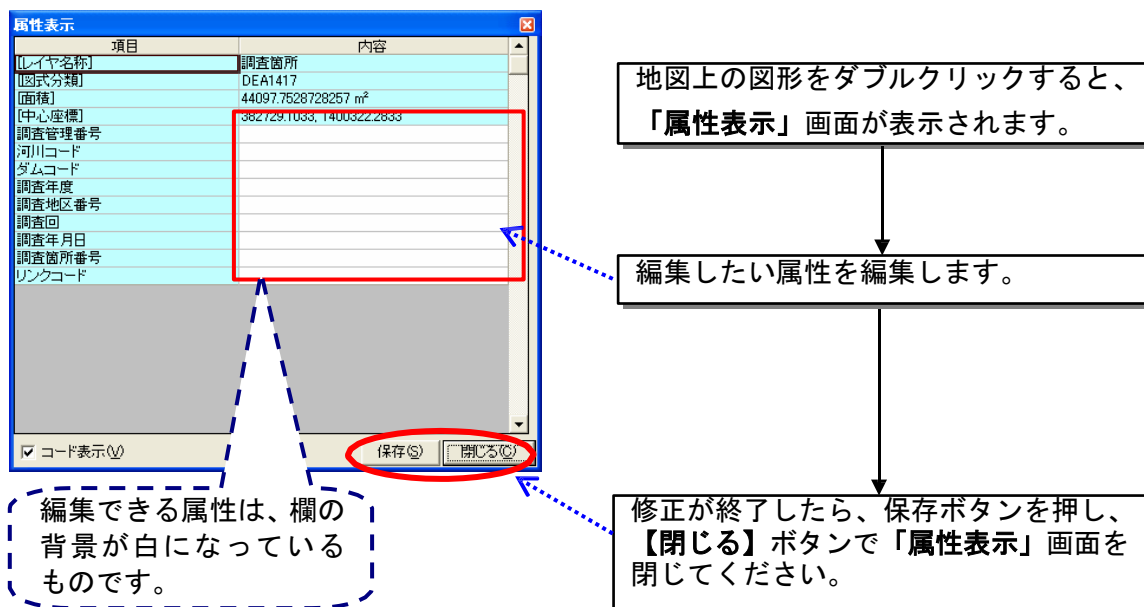 属性表示
項目 内容
[レイヤ名称] 調査箇所
[図式分類] DEA1417
[面積] 44097.7528728257 m²
[中心座標] 382729.1033, 1400322.2833
調査管理番号
河川コード
ダムコード
調査年度
調査地区番号
調査回
調査年月日
調査箇所番号
リンクコード
コード表示(V) 保存(S) 閉じる(C)
編集できる属性は、欄の
背景が白になっている
ものです。
地図上の図形をダブルクリックすると、
「属性表示」画面が表示されます。
編集したい属性を編集します。
修正が終了したら、保存ボタンを押し、
【閉じる】ボタンで「属性表示」画面を
閉じてください。